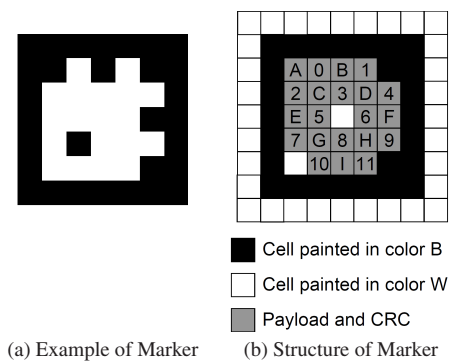 A 0 B 1
2 C 3 D 4
E 5 6 F
7 G 8 H 9
10 I 11
Cell painted in color B
Cell painted in color W
Payload and CRC
(a) Example of Marker (b) Structure of Marker